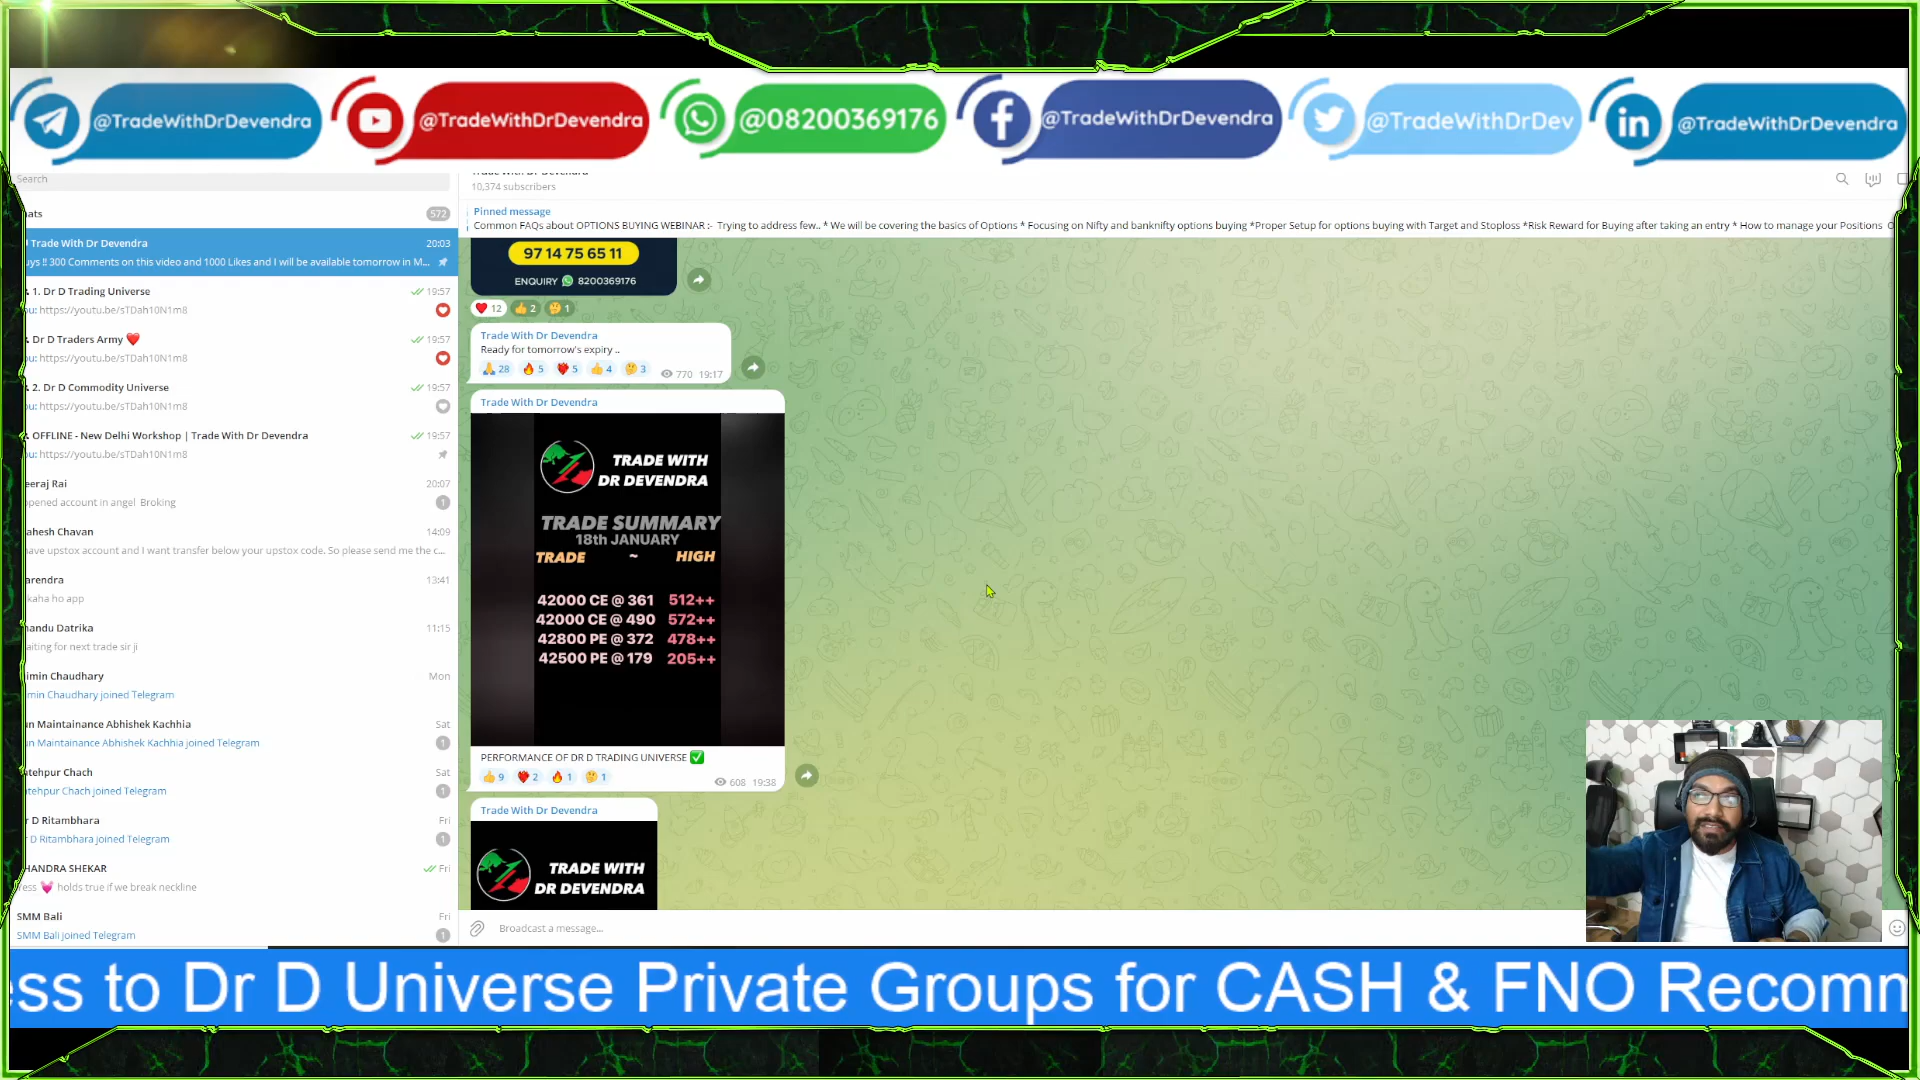 @TradeWithDrDevendra
@TradeWithDrDevendra
@08200369176
@TradeWithDrDevendra
@TradeWithDrDev
@TradeWithDrDevendra
Search
ats
572
Trade With Dr Devendra
20:03
uys !! 300 Comments on this video and 1000 Likes and I will be available tomorrow in M...
1. Dr D Trading Universe
19:57
u: https://youtu.be/sTDah10N1m8
Dr D Traders Army ❤️
19:57
u: https://youtu.be/sTDah10N1m8
2. Dr D Commodity Universe
19:57
u: https://youtu.be/sTDah10N1m8
OFFLINE - New Delhi Workshop | Trade With Dr Devendra
19:57
u: https://youtu.be/sTDah10N1m8
eeraj Rai
20:07
opened account in angel Broking
1
ahesh Chavan
14:09
ave upstox account and I want transfer below your upstox code. So please send me the c...
arendra
13:41
kaha ho app
andu Datrika
11:15
aiting for next trade sir ji
imin Chaudhary
Mon
min Chaudhary joined Telegram
n Maintainance Abhishek Kachhia
Sat
n Maintainance Abhishek Kachhia joined Telegram
1
tehpur Chach
Sat
tehpur Chach joined Telegram
1
r D Ritambhara
Fri
D Ritambhara joined Telegram
1
HANDRA SHEKAR
Fri
ess 💓 holds true if we break neckline
SMM Bali
Fri
SMM Bali joined Telegram
1
Trade With Dr Devendra
10,374 subscribers
Pinned message
Common FAQs about OPTIONS BUYING WEBINAR :- Trying to address few.. * We will be covering the basics of Options * Focusing on Nifty and banknifty options buying *Proper Setup for options buying with Target and Stoploss *Risk Reward for Buying after taking an entry * How to manage your Positions
97 14 75 65 11
ENQUIRY 8200369176
❤️ 12 👍 2 🤔 1
Trade With Dr Devendra
Ready for tomorrow's expiry ..
🙏 28 🔥 5 ❤️‍🔥 5 👍 4 🤔 3 770 19:17
Trade With Dr Devendra
TRADE WITH
DR DEVENDRA
TRADE SUMMARY
18th JANUARY
TRADE ~ HIGH
42000 CE @ 361 512++
42000 CE @ 490 572++
42800 PE @ 372 478++
42500 PE @ 179 205++
PERFORMANCE OF DR D TRADING UNIVERSE ✅
👍 9 ❤️‍🔥 2 🔥 1 🤔 1 608 19:38
Trade With Dr Devendra
TRADE WITH
DR DEVENDRA
Broadcast a message...
ess to Dr D Universe Private Groups for CASH & FNO Recomm